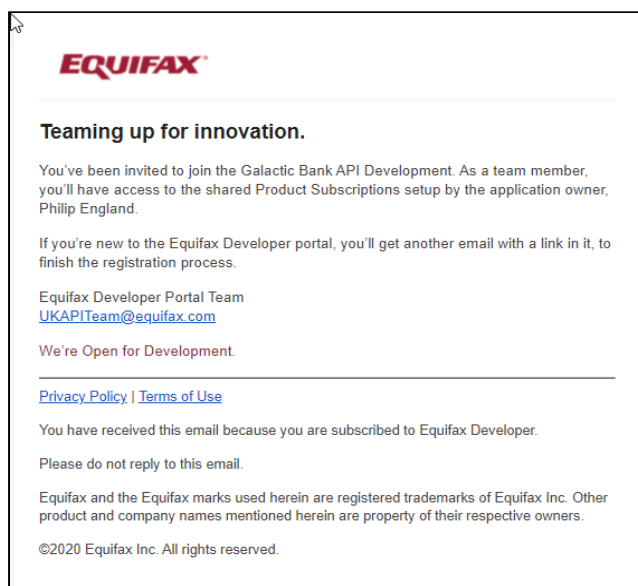 EQUIFAX
Teaming up for innovation.
You've been invited to join the Galactic Bank API Development. As a team member,
you'll have access to the shared Product Subscriptions setup by the application owner,
Philip England.
If you're new to the Equifax Developer portal, you'll get another email with a link in it, to
finish the registration process.
Equifax Developer Portal Team
UKAPITeam@equifax.com
We're Open for Development.
Privacy Policy | Terms of Use
You have received this email because you are subscribed to Equifax Developer.
Please do not reply to this email.
Equifax and the Equifax marks used herein are registered trademarks of Equifax Inc. Other
product and company names mentioned herein are property of their respective owners.
©2020 Equifax Inc. All rights reserved.